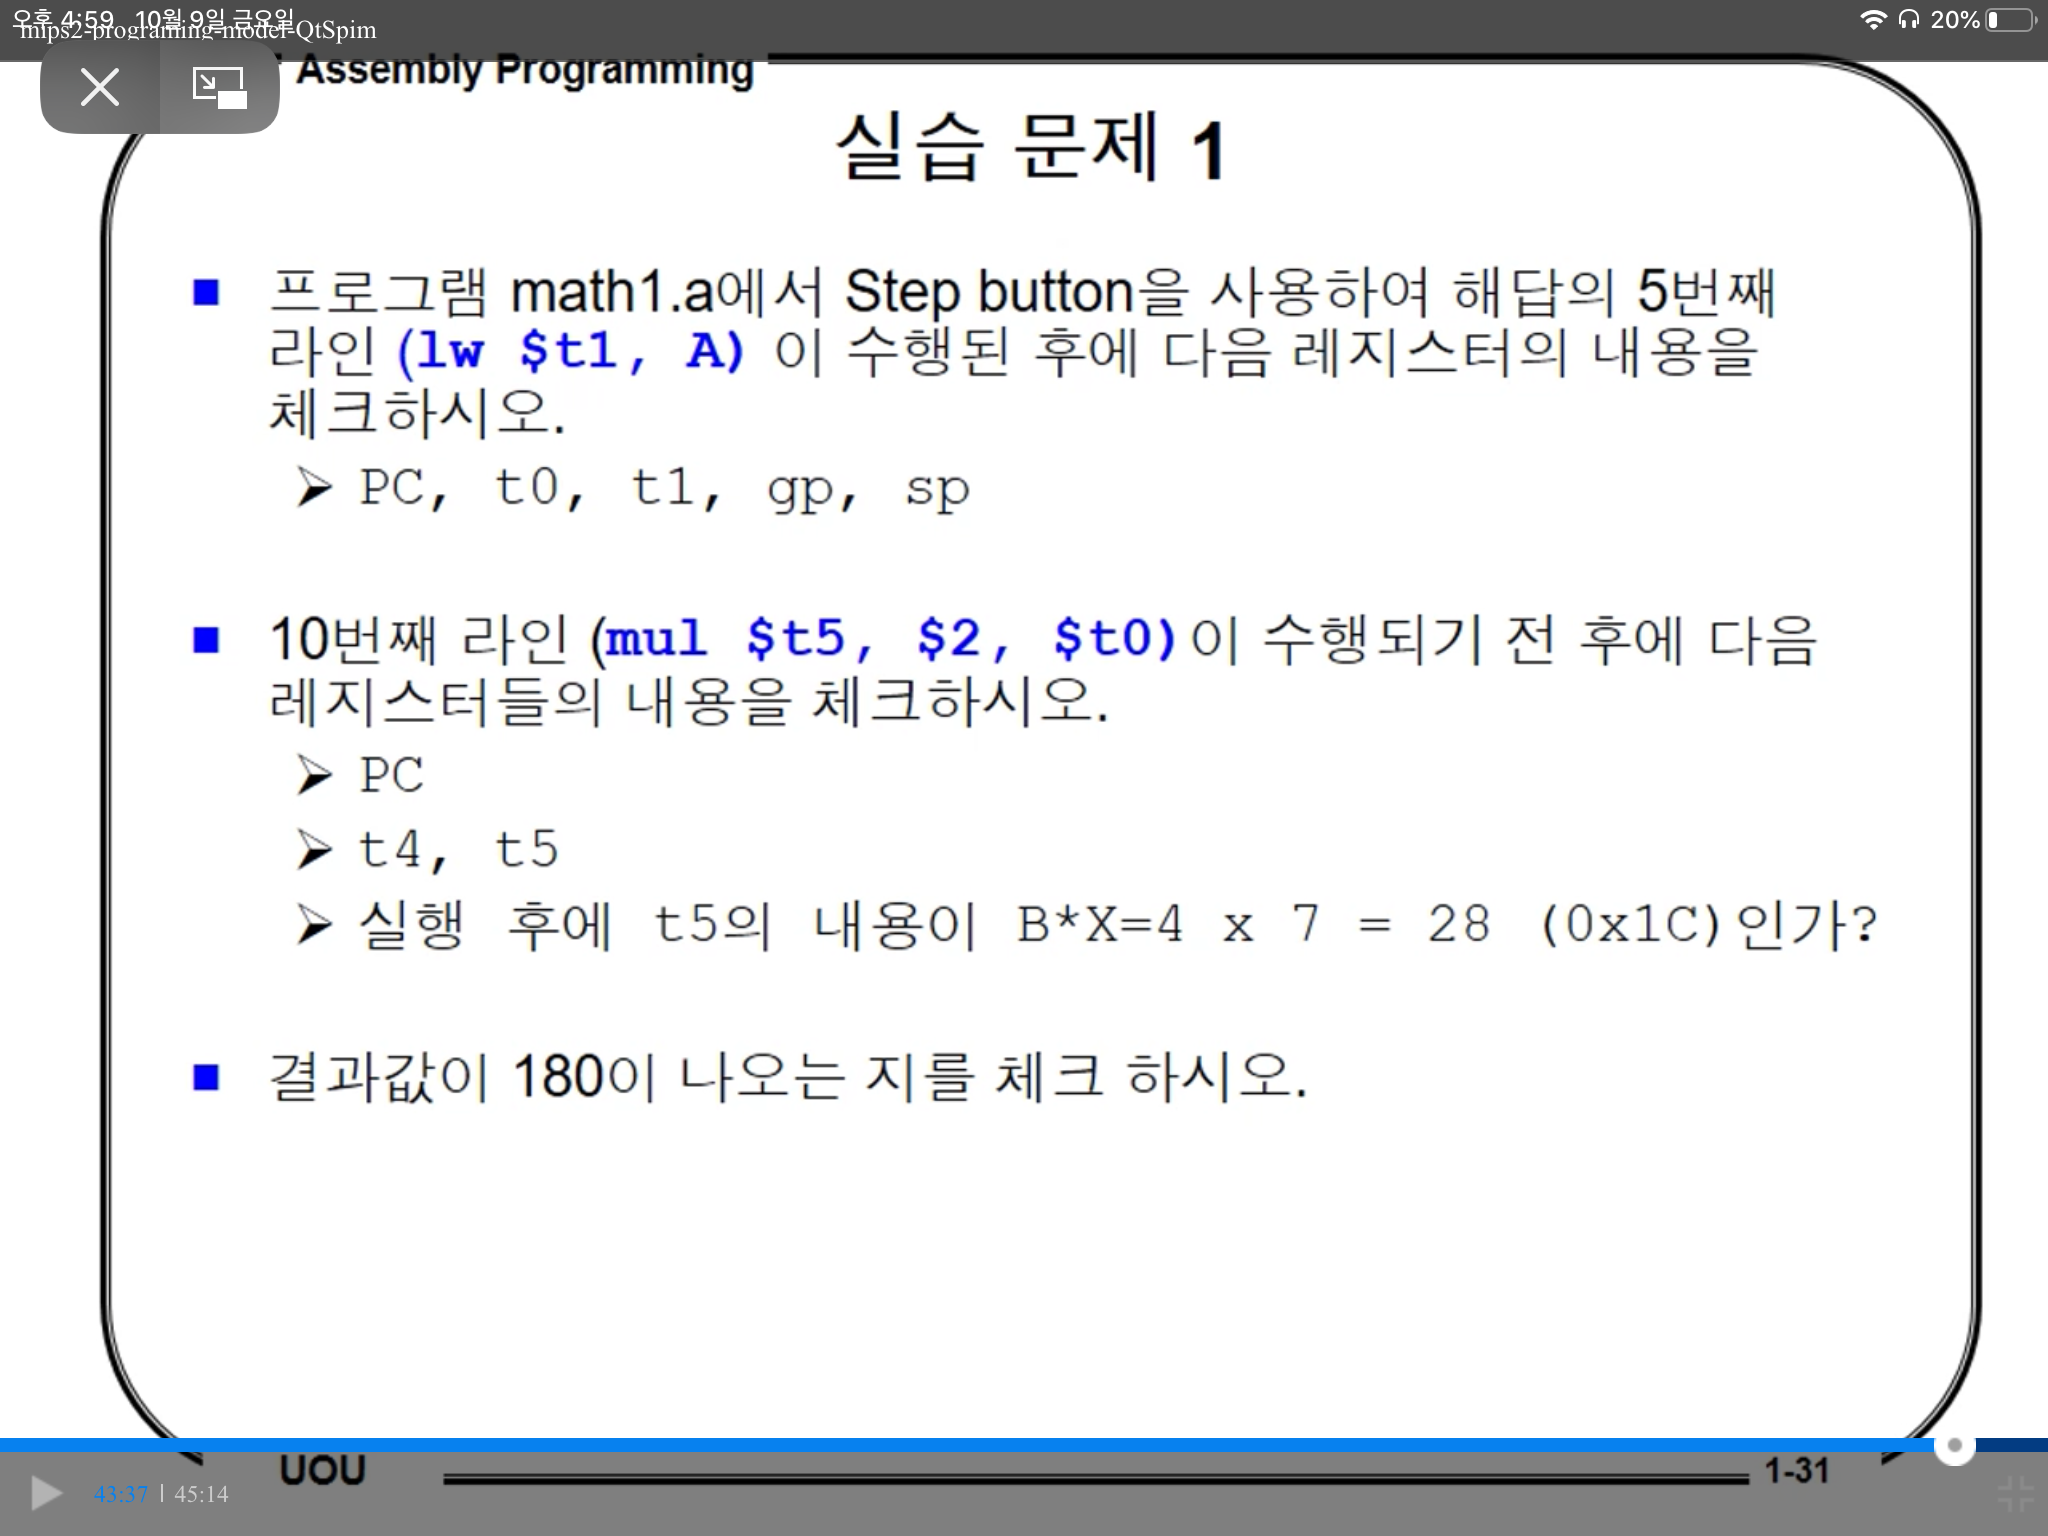 오후 4:59 10월 9일 금요일
mips2-programing-model-QtSpim
20%
Assembly Programming
실습 문제 1
프로그램 math1.a에서 Step button을 사용하여 해답의 5번째
라인 (lw $t1, A) 이 수행된 후에 다음 레지스터의 내용을
체크하시오.
PC, t0, t1, gp, sp
10번째 라인 (mul $t5, $2, $t0)이 수행되기 전 후에 다음
레지스터들의 내용을 체크하시오.
PC
t4, t5
실행 후에 t5의 내용이 B*X=4 x 7 = 28 (0x1C)인가?
결과값이 180이 나오는 지를 체크 하시오.
UOU
1-31
43:37 | 45:14